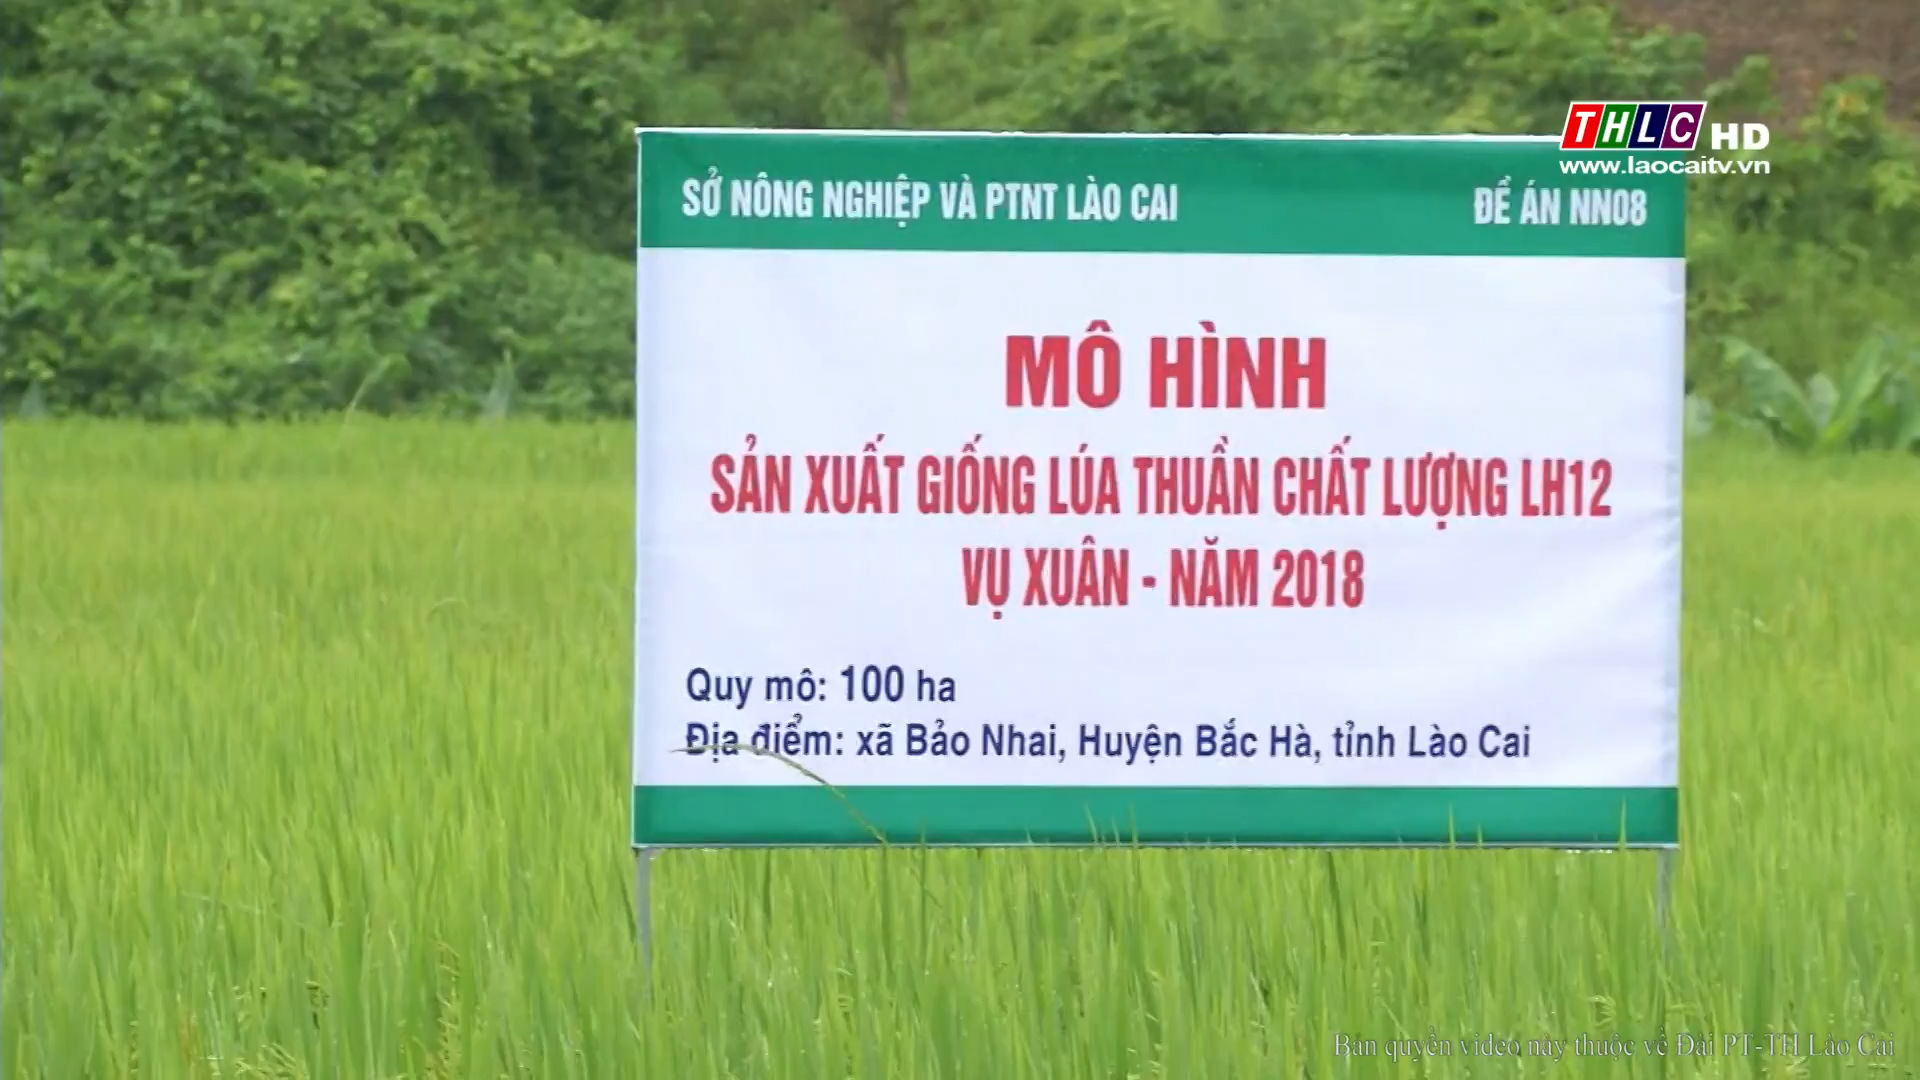 THLC HD
www.laocaitv.vn
SỞ NÔNG NGHIỆP VÀ PTNT LÀO CAI
ĐỀ ÁN NN08
MÔ HÌNH
SẢN XUẤT GIỐNG LÚA THUẦN CHẤT LƯỢNG LH12
VỤ XUÂN - NĂM 2018
Quy mô: 100 ha
Địa điểm: xã Bảo Nhai, Huyện Bắc Hà, tỉnh Lào Cai
Bản quyền video này thuộc về Đài PT-TH Lào Cai